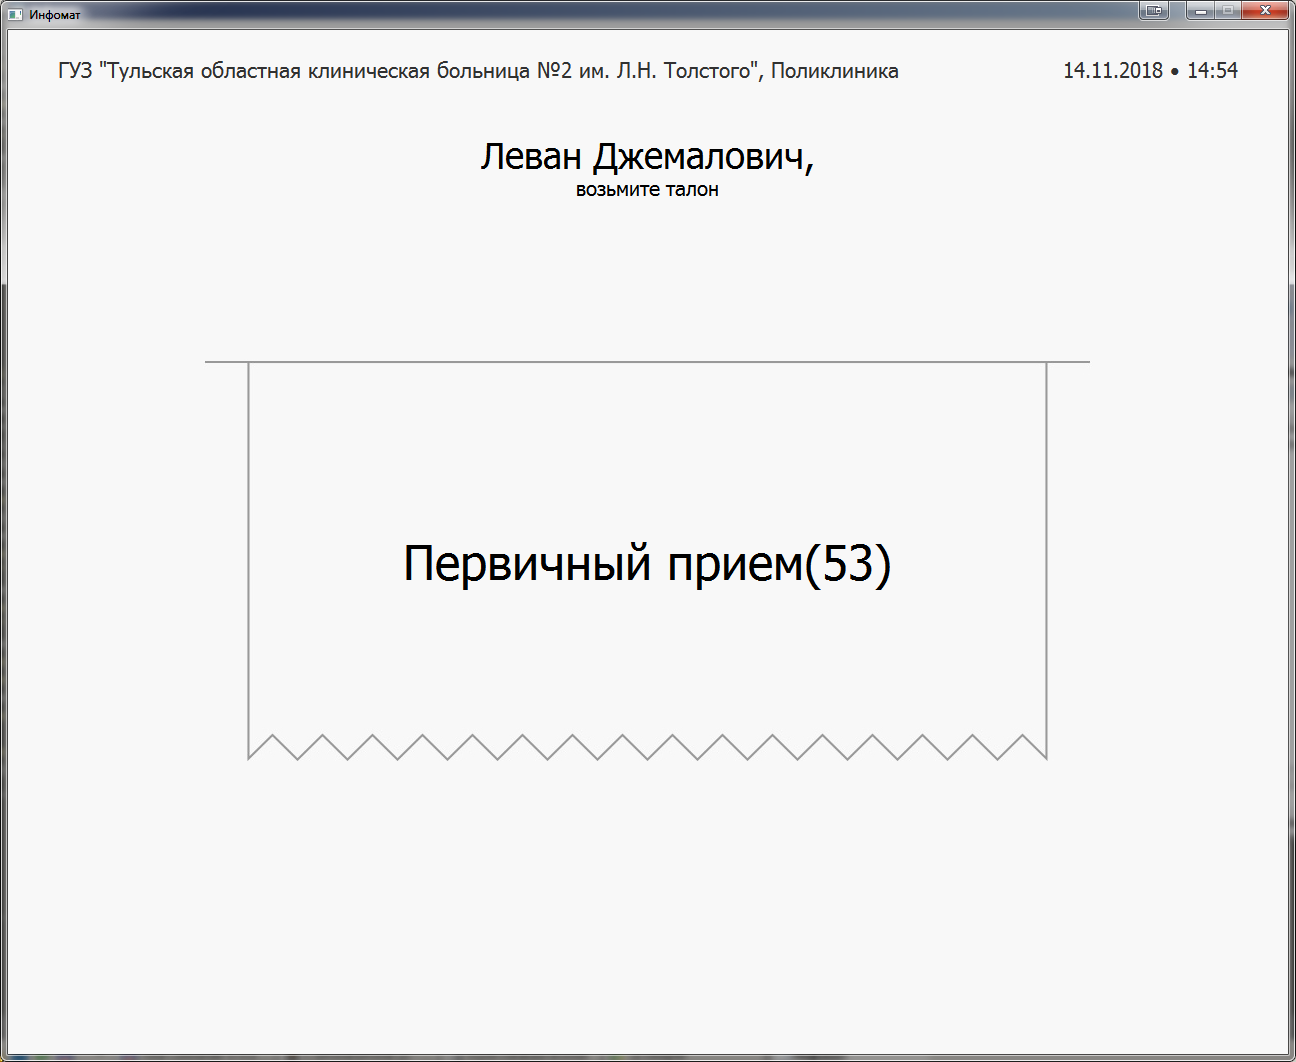 Инфомат
ГУЗ "Тульская областная клиническая больница №2 им. Л.Н. Толстого", Поликлиника
14.11.2018 • 14:54
Леван Джемалович,
возьмите талон
Первичный прием(53)